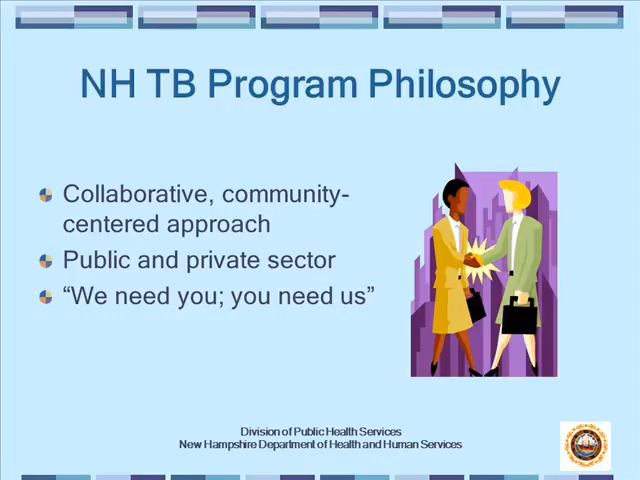 NH TB Program Philosophy
Collaborative, community-
centered approach
Public and private sector
“We need you; you need us”
Division of Public Health Services
New Hampshire Department of Health and Human Services